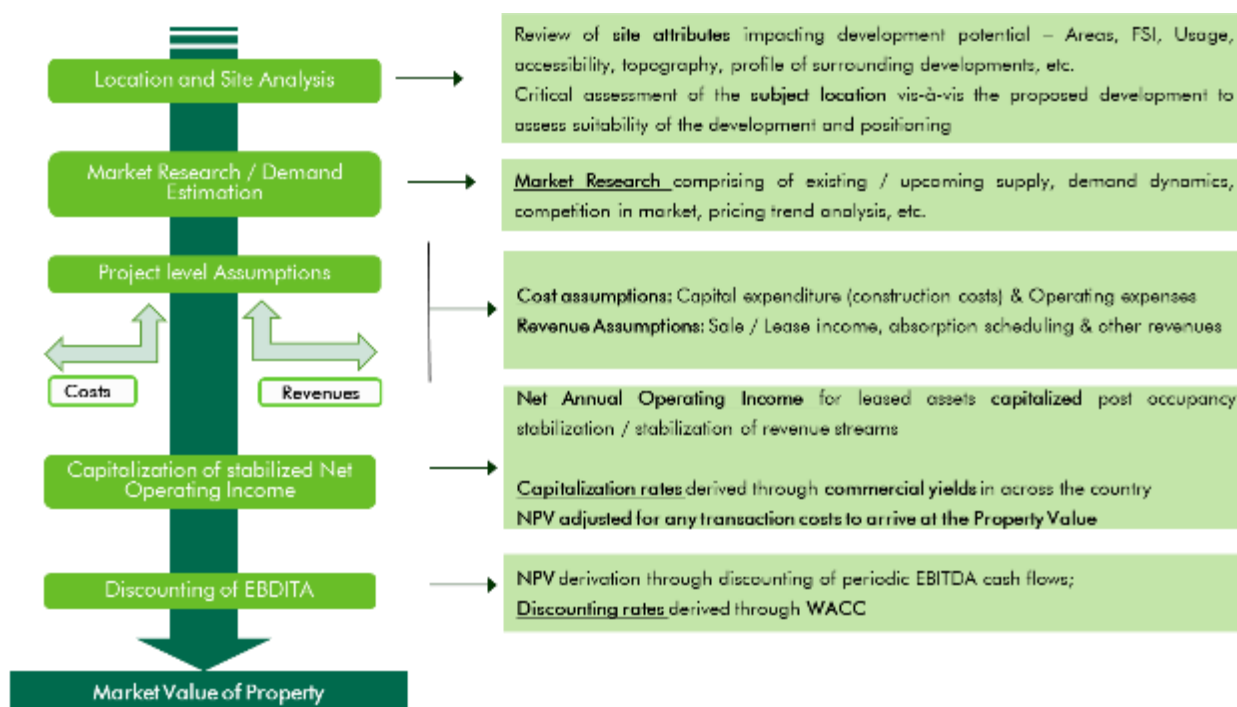 Location and Site Analysis
Review of site attributes impacting development potential – Areas, FSI, Usage,
accessibility, topography, profile of surrounding developments, etc.
Critical assessment of the subject location vis-à-vis the proposed development to
assess suitability of the development and positioning
Market Research / Demand
Estimation
Market Research comprising of existing / upcoming supply, demand dynamics,
competition in market, pricing trend analysis, etc.
Project level Assumptions
Costs
Revenues
Cost assumptions: Capital expenditure (construction costs) & Operating expenses
Revenue Assumptions: Sale / Lease income, absorption scheduling & other revenues
Capitalization of stabilized Net
Operating Income
Net Annual Operating Income for leased assets capitalized post occupancy
stabilization / stabilization of revenue streams
Capitalization rates derived through commercial yields in across the country
NPV adjusted for any transaction costs to arrive at the Property Value
Discounting of EBDITA
NPV derivation through discounting of periodic EBITDA cash flows;
Discounting rates derived through WACC
Market Value of Property